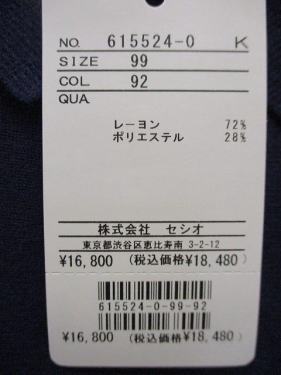 NO. 615524-0 K
SIZE 99
COL. 92
QUA.
レーヨン 72%
ポリエステル 28%
株式会社 セシオ
東京都渋谷区恵比寿南 3-2-12
¥16,800 (税込価格¥18,480)
615524-0-99-92
¥16,800 (税込価格¥18,480)